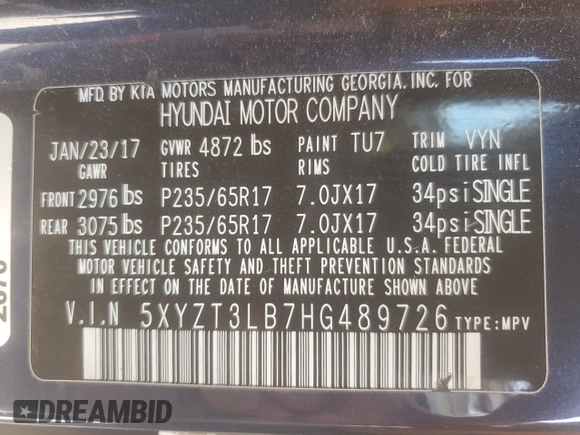 MFD. BY KIA MOTORS MANUFACTURING GEORGIA, INC. FOR
HYUNDAI MOTOR COMPANY
JAN/23/17 GVWR 4872 lbs PAINT TU7 TRIM VYN
GAWR TIRES RIMS COLD TIRE INFL
FRONT 2976 lbs P235/65R17 7.0JX17 34psi SINGLE
REAR 3075 lbs P235/65R17 7.0JX17 34psi SINGLE
THIS VEHICLE CONFORMS TO ALL APPLICABLE U.S.A. FEDERAL
MOTOR VEHICLE SAFETY AND THEFT PREVENTION STANDARDS
IN EFFECT ON THE DATE OF MANUFACTURE SHOWN ABOVE.
V.I.N 5XYZT3LB7HG489726 TYPE:MPV
DREAMBID